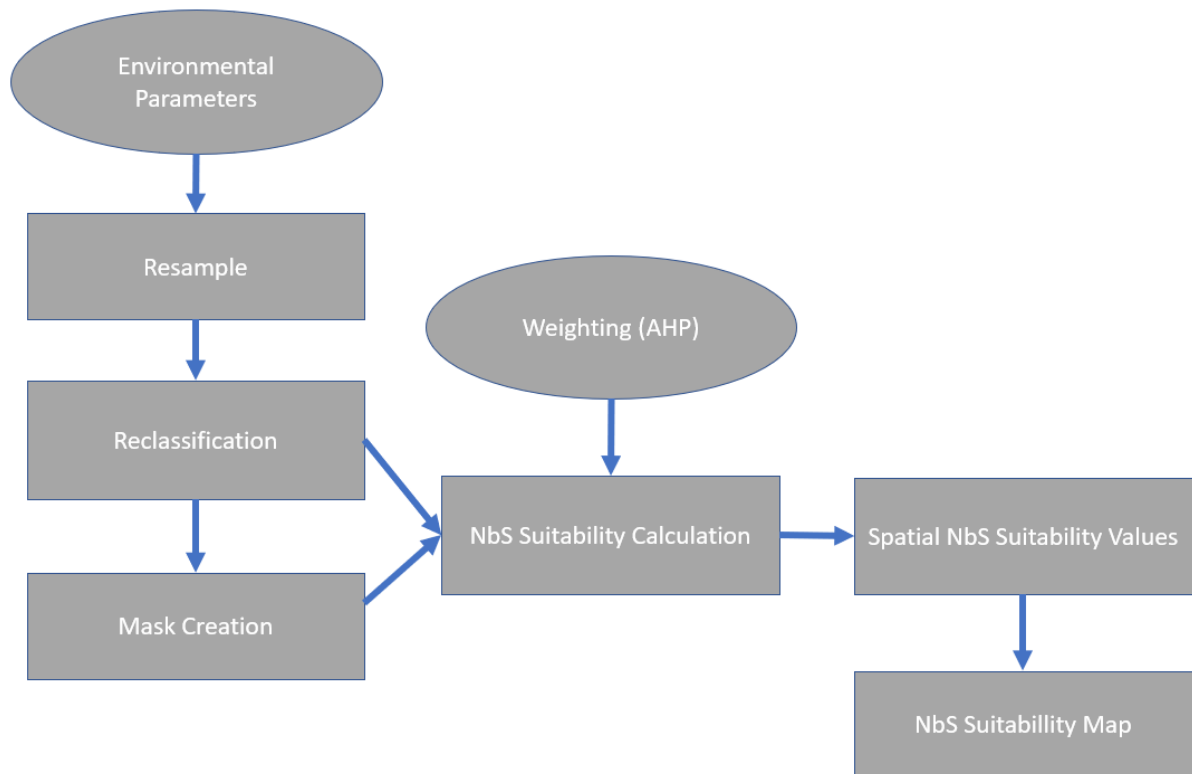 Environmental
Parameters
Resample
Weighting (AHP)
Reclassification
NbS Suitability Calculation
Spatial NbS Suitability Values
Mask Creation
NbS Suitabillity Map